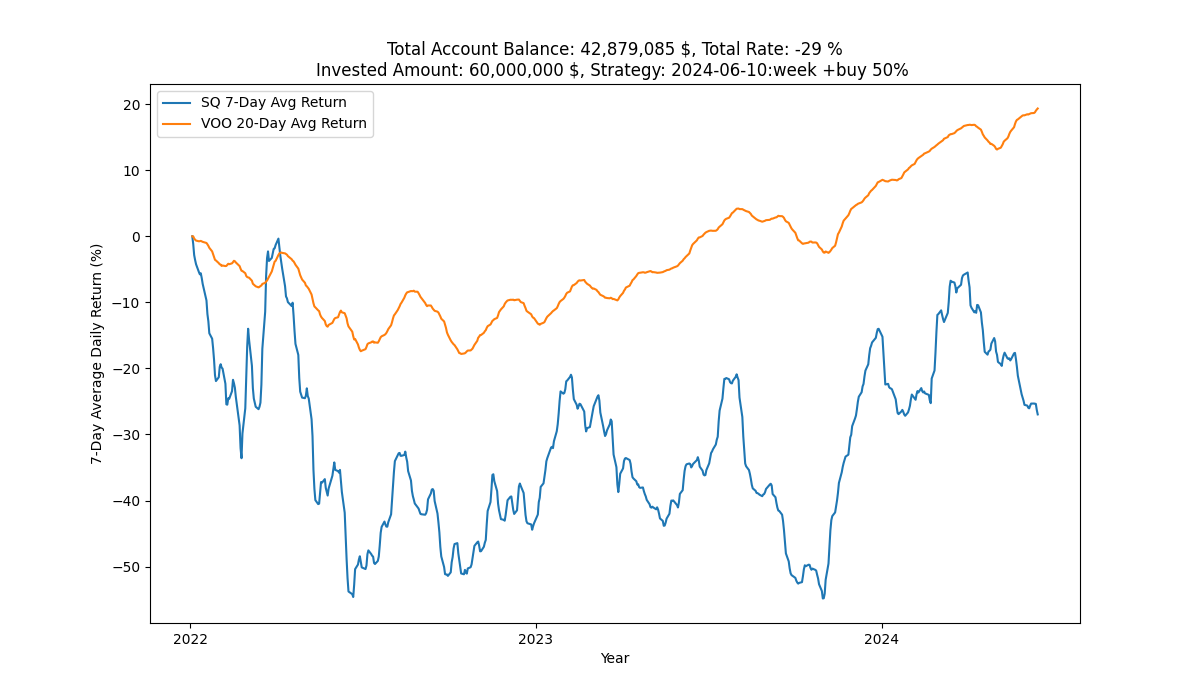 Total Account Balance: 42,879,085 $, Total Rate: -29 %
Invested Amount: 60,000,000 $, Strategy: 2024-06-10:week +buy 50%
SQ 7-Day Avg Return
VOO 20-Day Avg Return
7-Day Average Daily Return (%)
20
10
0
−10
−20
−30
−40
−50
2022
2023
2024
Year